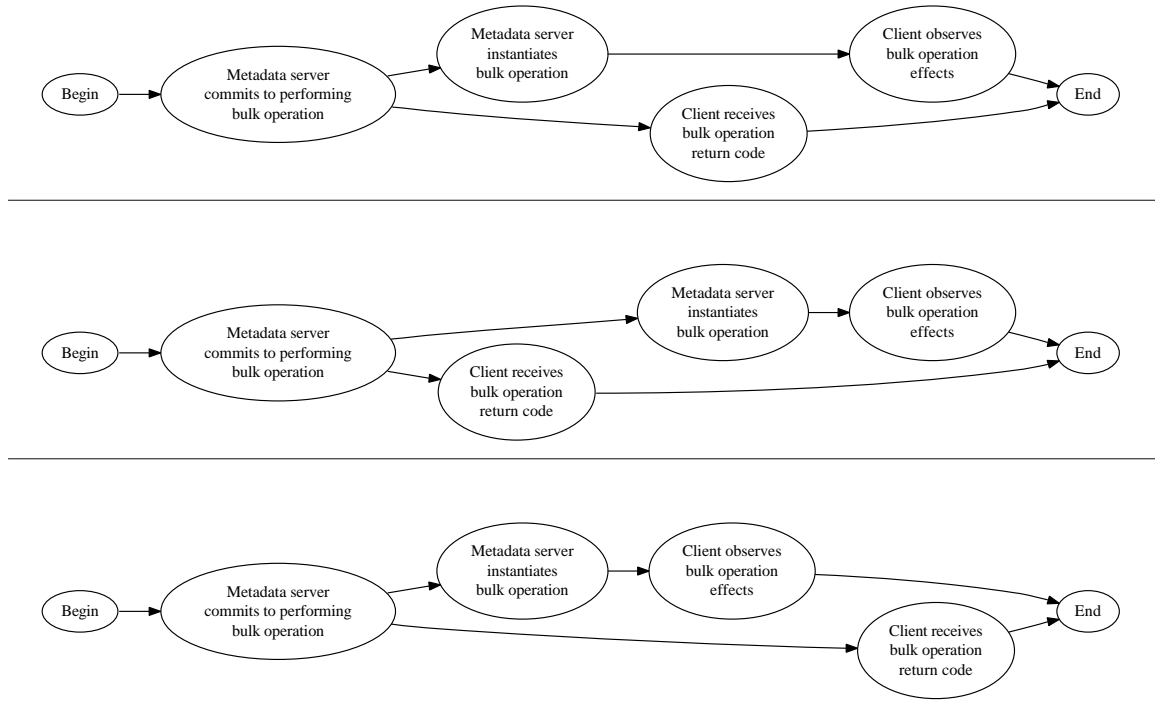 Begin
Metadata server
commits to performing
bulk operation
Metadata server
instantiates
bulk operation
Client receives
bulk operation
return code
Client observes
bulk operation
effects
End
Begin
Metadata server
commits to performing
bulk operation
Metadata server
instantiates
bulk operation
Client receives
bulk operation
return code
Client observes
bulk operation
effects
End
Begin
Metadata server
commits to performing
bulk operation
Metadata server
instantiates
bulk operation
Client observes
bulk operation
effects
Client receives
bulk operation
return code
End